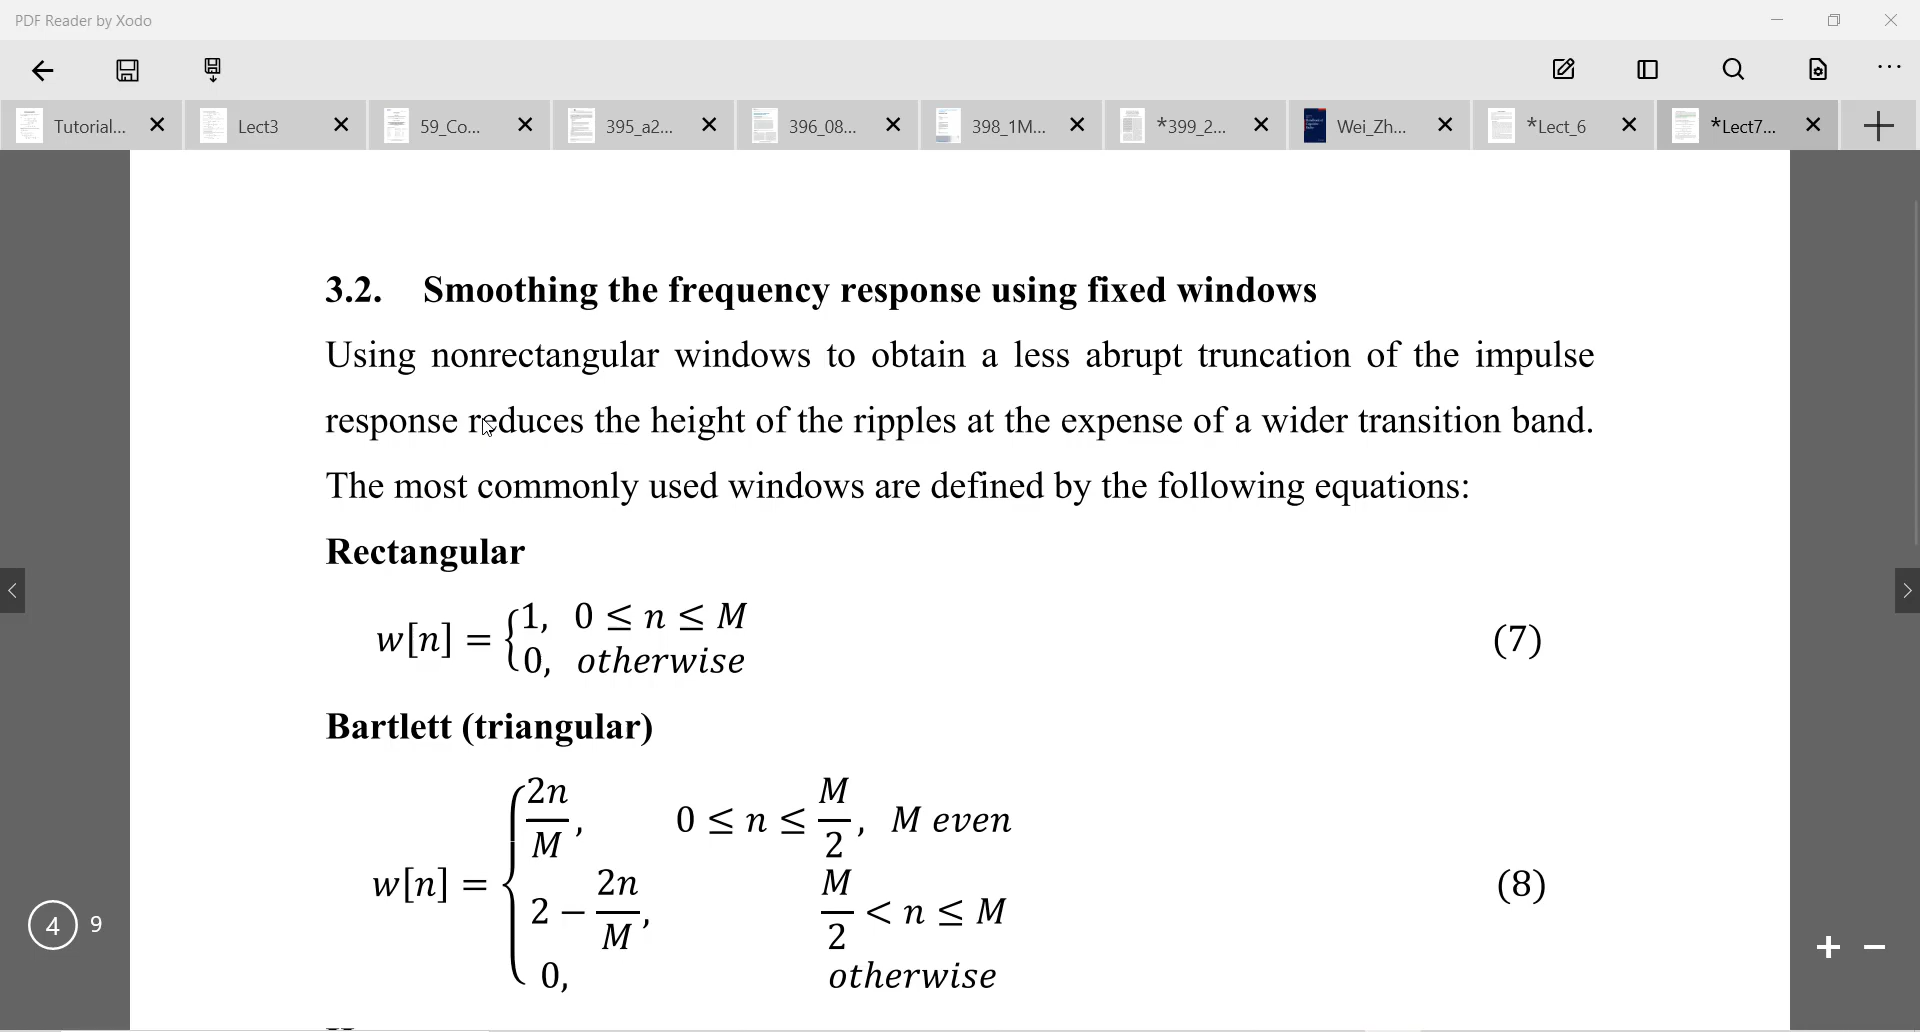 PDF Reader by Xodo
Tutorial... Lect3 59_Co... 395_a2... 396_08... 398_1M... *399_2... Wei_Zh... *Lect_6 *Lect7...
3.2. Smoothing the frequency response using fixed windows
Using nonrectangular windows to obtain a less abrupt truncation of the impulse
response reduces the height of the ripples at the expense of a wider transition band.
The most commonly used windows are defined by the following equations:
Rectangular
w[n] = {1, 0 ≤ n ≤ M
0, otherwise
(7)
Bartlett (triangular)
w[n] = {2n/M, 0 ≤ n ≤ M/2, M even
2 − 2n/M, M/2 < n ≤ M
0, otherwise
(8)
4 9